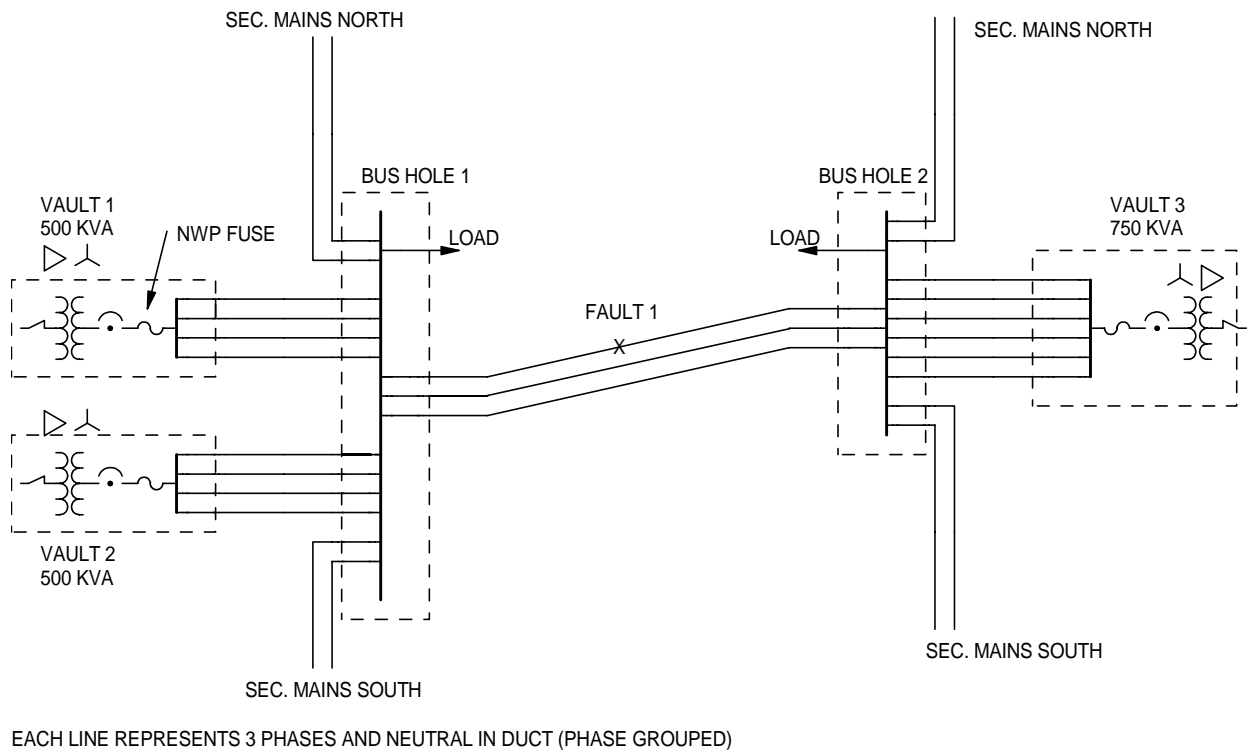 SEC. MAINS NORTH
SEC. MAINS NORTH
BUS HOLE 1
BUS HOLE 2
VAULT 1
500 KVA
NWP FUSE
LOAD
LOAD
VAULT 3
750 KVA
FAULT 1
X
VAULT 2
500 KVA
SEC. MAINS SOUTH
SEC. MAINS SOUTH
EACH LINE REPRESENTS 3 PHASES AND NEUTRAL IN DUCT (PHASE GROUPED)